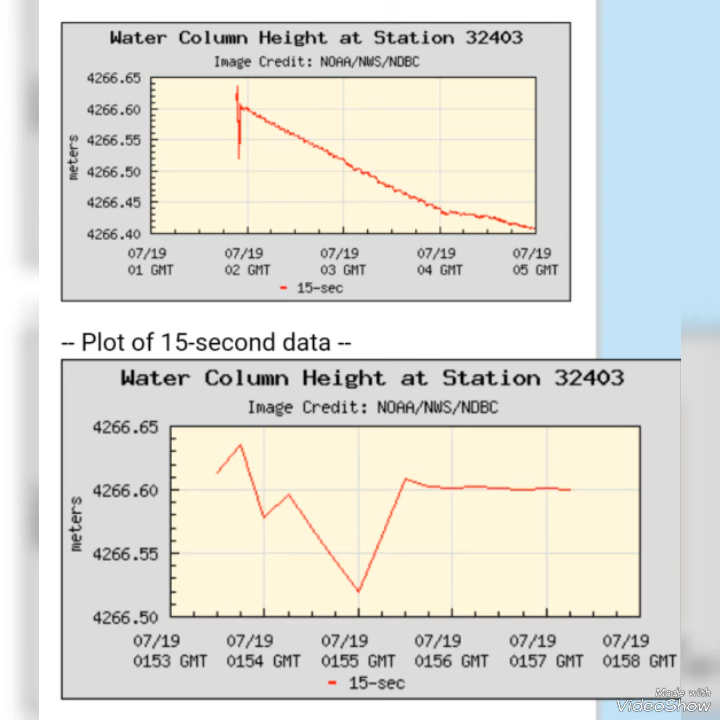 Water Column Height at Station 32403
Image Credit: NOAA/NWS/NDBC
4266.65
4266.60
4266.55
4266.50
4266.45
4266.40
meters
07/19 07/19 07/19 07/19 07/19
01 GMT 02 GMT 03 GMT 04 GMT 05 GMT
15-sec
-- Plot of 15-second data --
Water Column Height at Station 32403
Image Credit: NOAA/NWS/NDBC
4266.65
4266.60
4266.55
4266.50
meters
07/19 07/19 07/19 07/19 07/19 07/19
0153 GMT 0154 GMT 0155 GMT 0156 GMT 0157 GMT 0158 GMT
15-sec
Made with
VideoShow